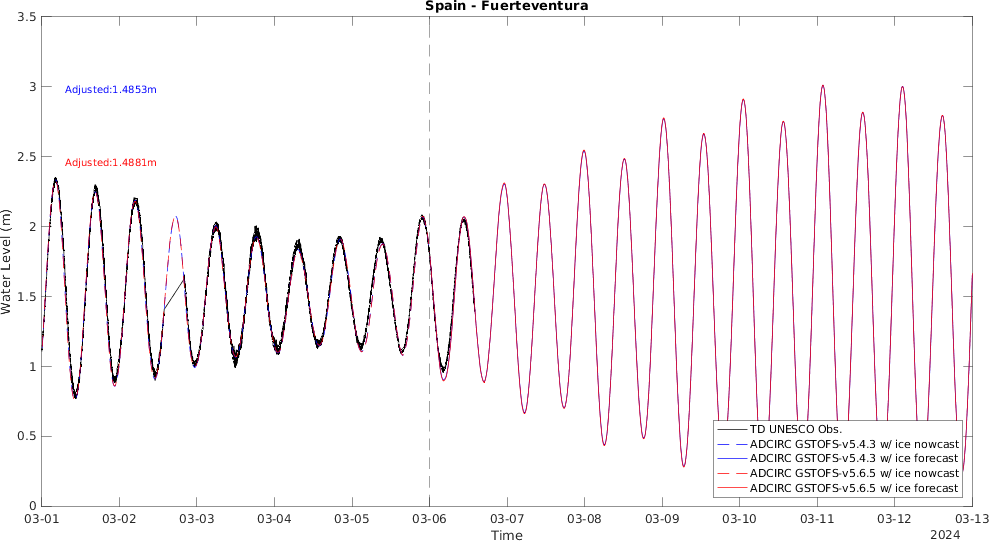 Spain - Fuerteventura
3.5
3
2.5
2
1.5
1
0.5
0
Water Level (m)
Adjusted:1.4853m
Adjusted:1.4881m
TD UNESCO Obs.
ADCIRC GSTOFS-v5.4.3 w/ ice nowcast
ADCIRC GSTOFS-v5.4.3 w/ ice forecast
ADCIRC GSTOFS-v5.6.5 w/ ice nowcast
ADCIRC GSTOFS-v5.6.5 w/ ice forecast
03-01 03-02 03-03 03-04 03-05 03-06 03-07 03-08 03-09 03-10 03-11 03-12 03-13
Time
2024